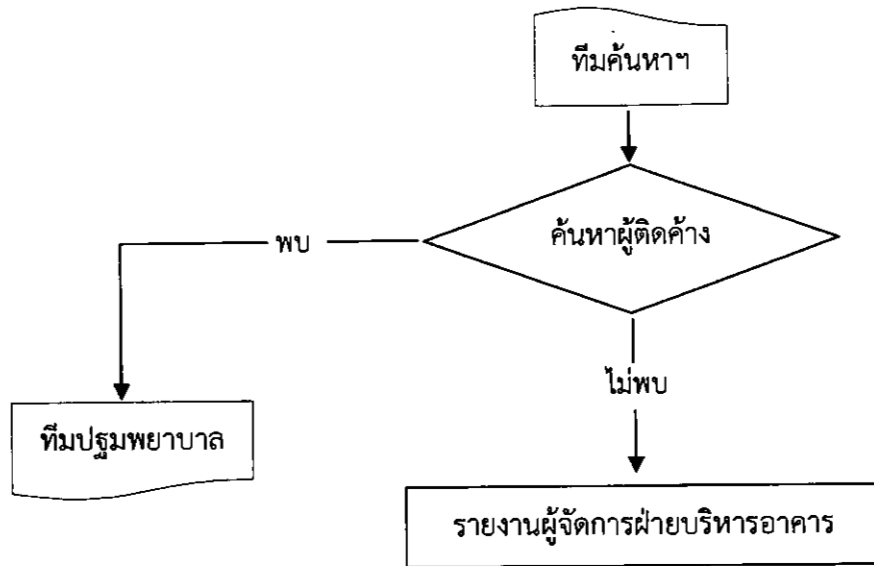 ทีมค้นหาฯ
ค้นหาผู้ติดค้าง
พบ
ไม่พบ
ทีมปฐมพยาบาล
รายงานผู้จัดการฝ่ายบริหารอาคาร